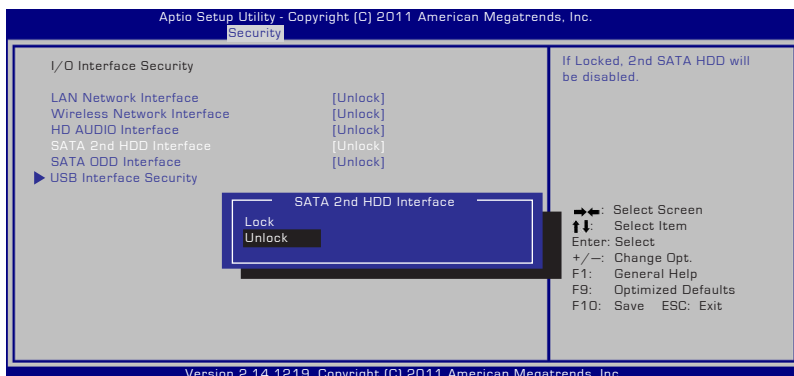 Aptio Setup Utility - Copyright (C) 2011 American Megatrends, Inc.
Security
I/O Interface Security
LAN Network Interface [Unlock]
Wireless Network Interface [Unlock]
HD AUDIO Interface [Unlock]
SATA 2nd HDD Interface [Unlock]
SATA ODD Interface [Unlock]
USB Interface Security
SATA 2nd HDD Interface
Lock
Unlock
If Locked, 2nd SATA HDD will
be disabled.
→←: Select Screen
↑↓: Select Item
Enter: Select
+/—: Change Opt.
F1: General Help
F9: Optimized Defaults
F10: Save ESC: Exit
Version 2.14.1219. Copyright (C) 2011 American Megatrends, Inc.